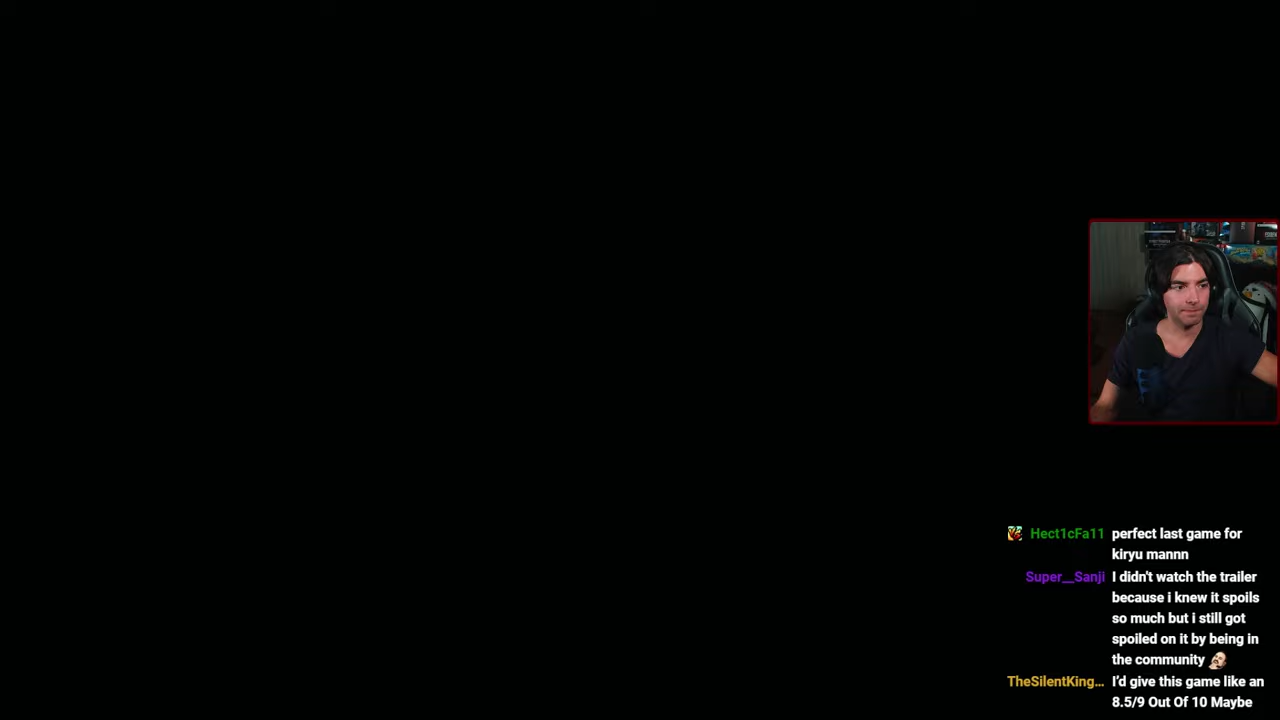 Hect1cFa11 perfect last game for
kiryu mannn
Super__Sanji I didn't watch the trailer
because i knew it spoils
so much but i still got
spoiled on it by being in
the community
TheSilentKing... I'd give this game like an
8.5/9 Out Of 10 Maybe